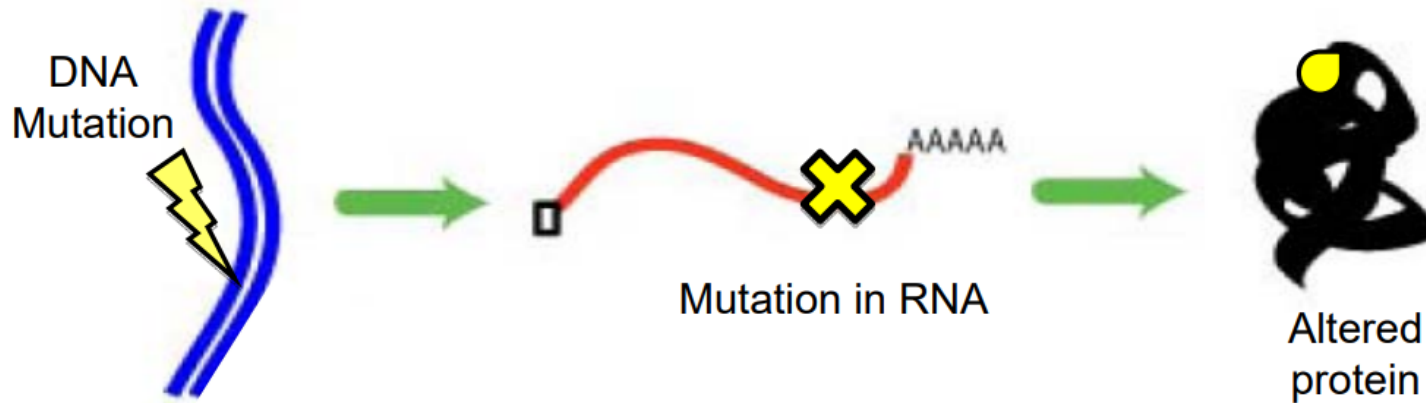 DNA
Mutation
AAAAA
Mutation in RNA
Altered
protein